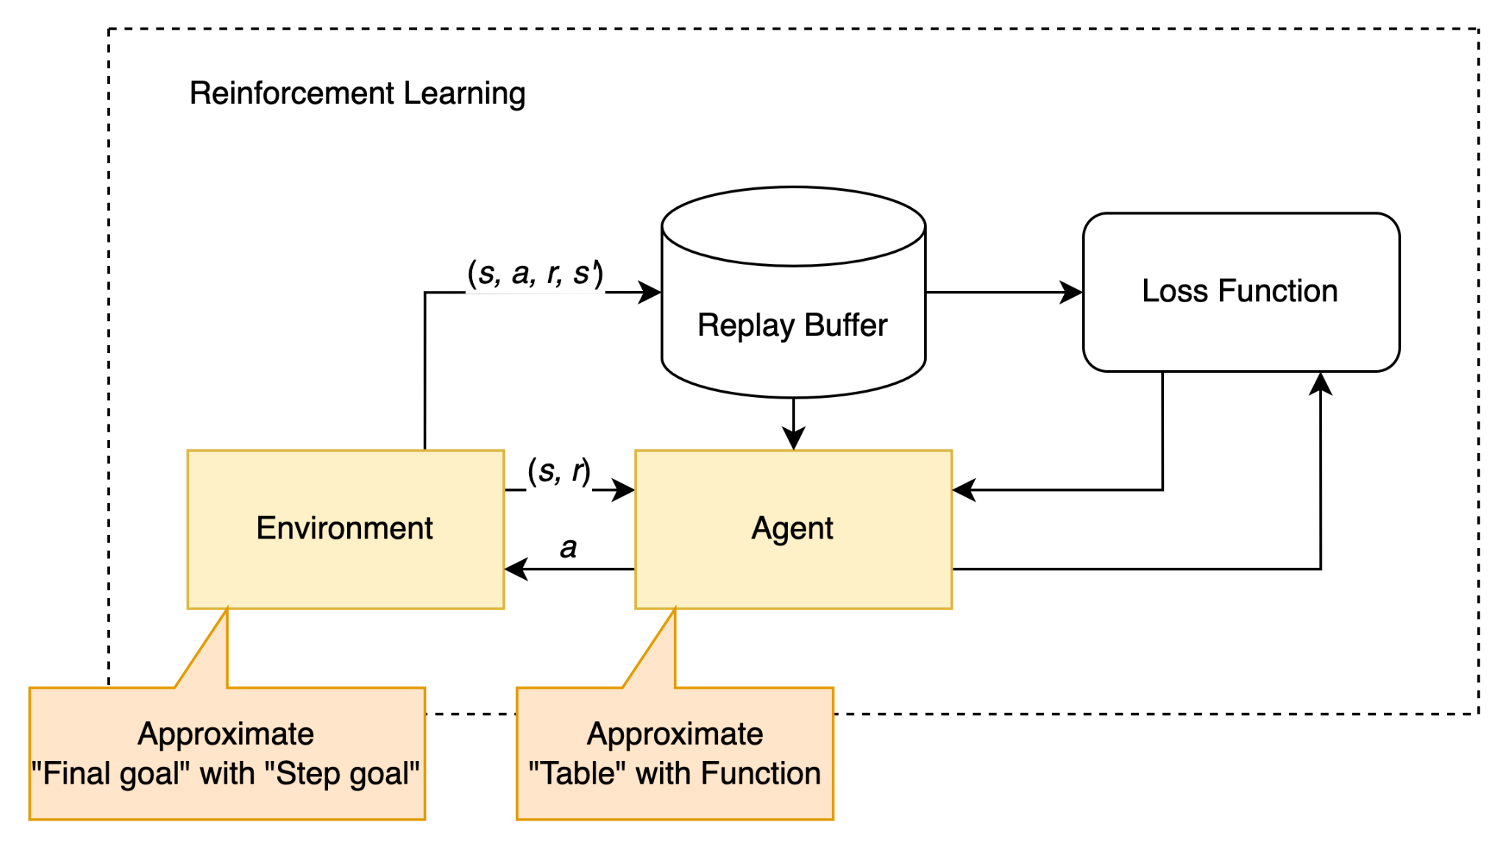 Reinforcement Learning
(s, a, r, s')
Replay Buffer
Loss Function
(s, r)
Environment
Agent
a
Approximate
"Final goal" with "Step goal"
Approximate
"Table" with Function